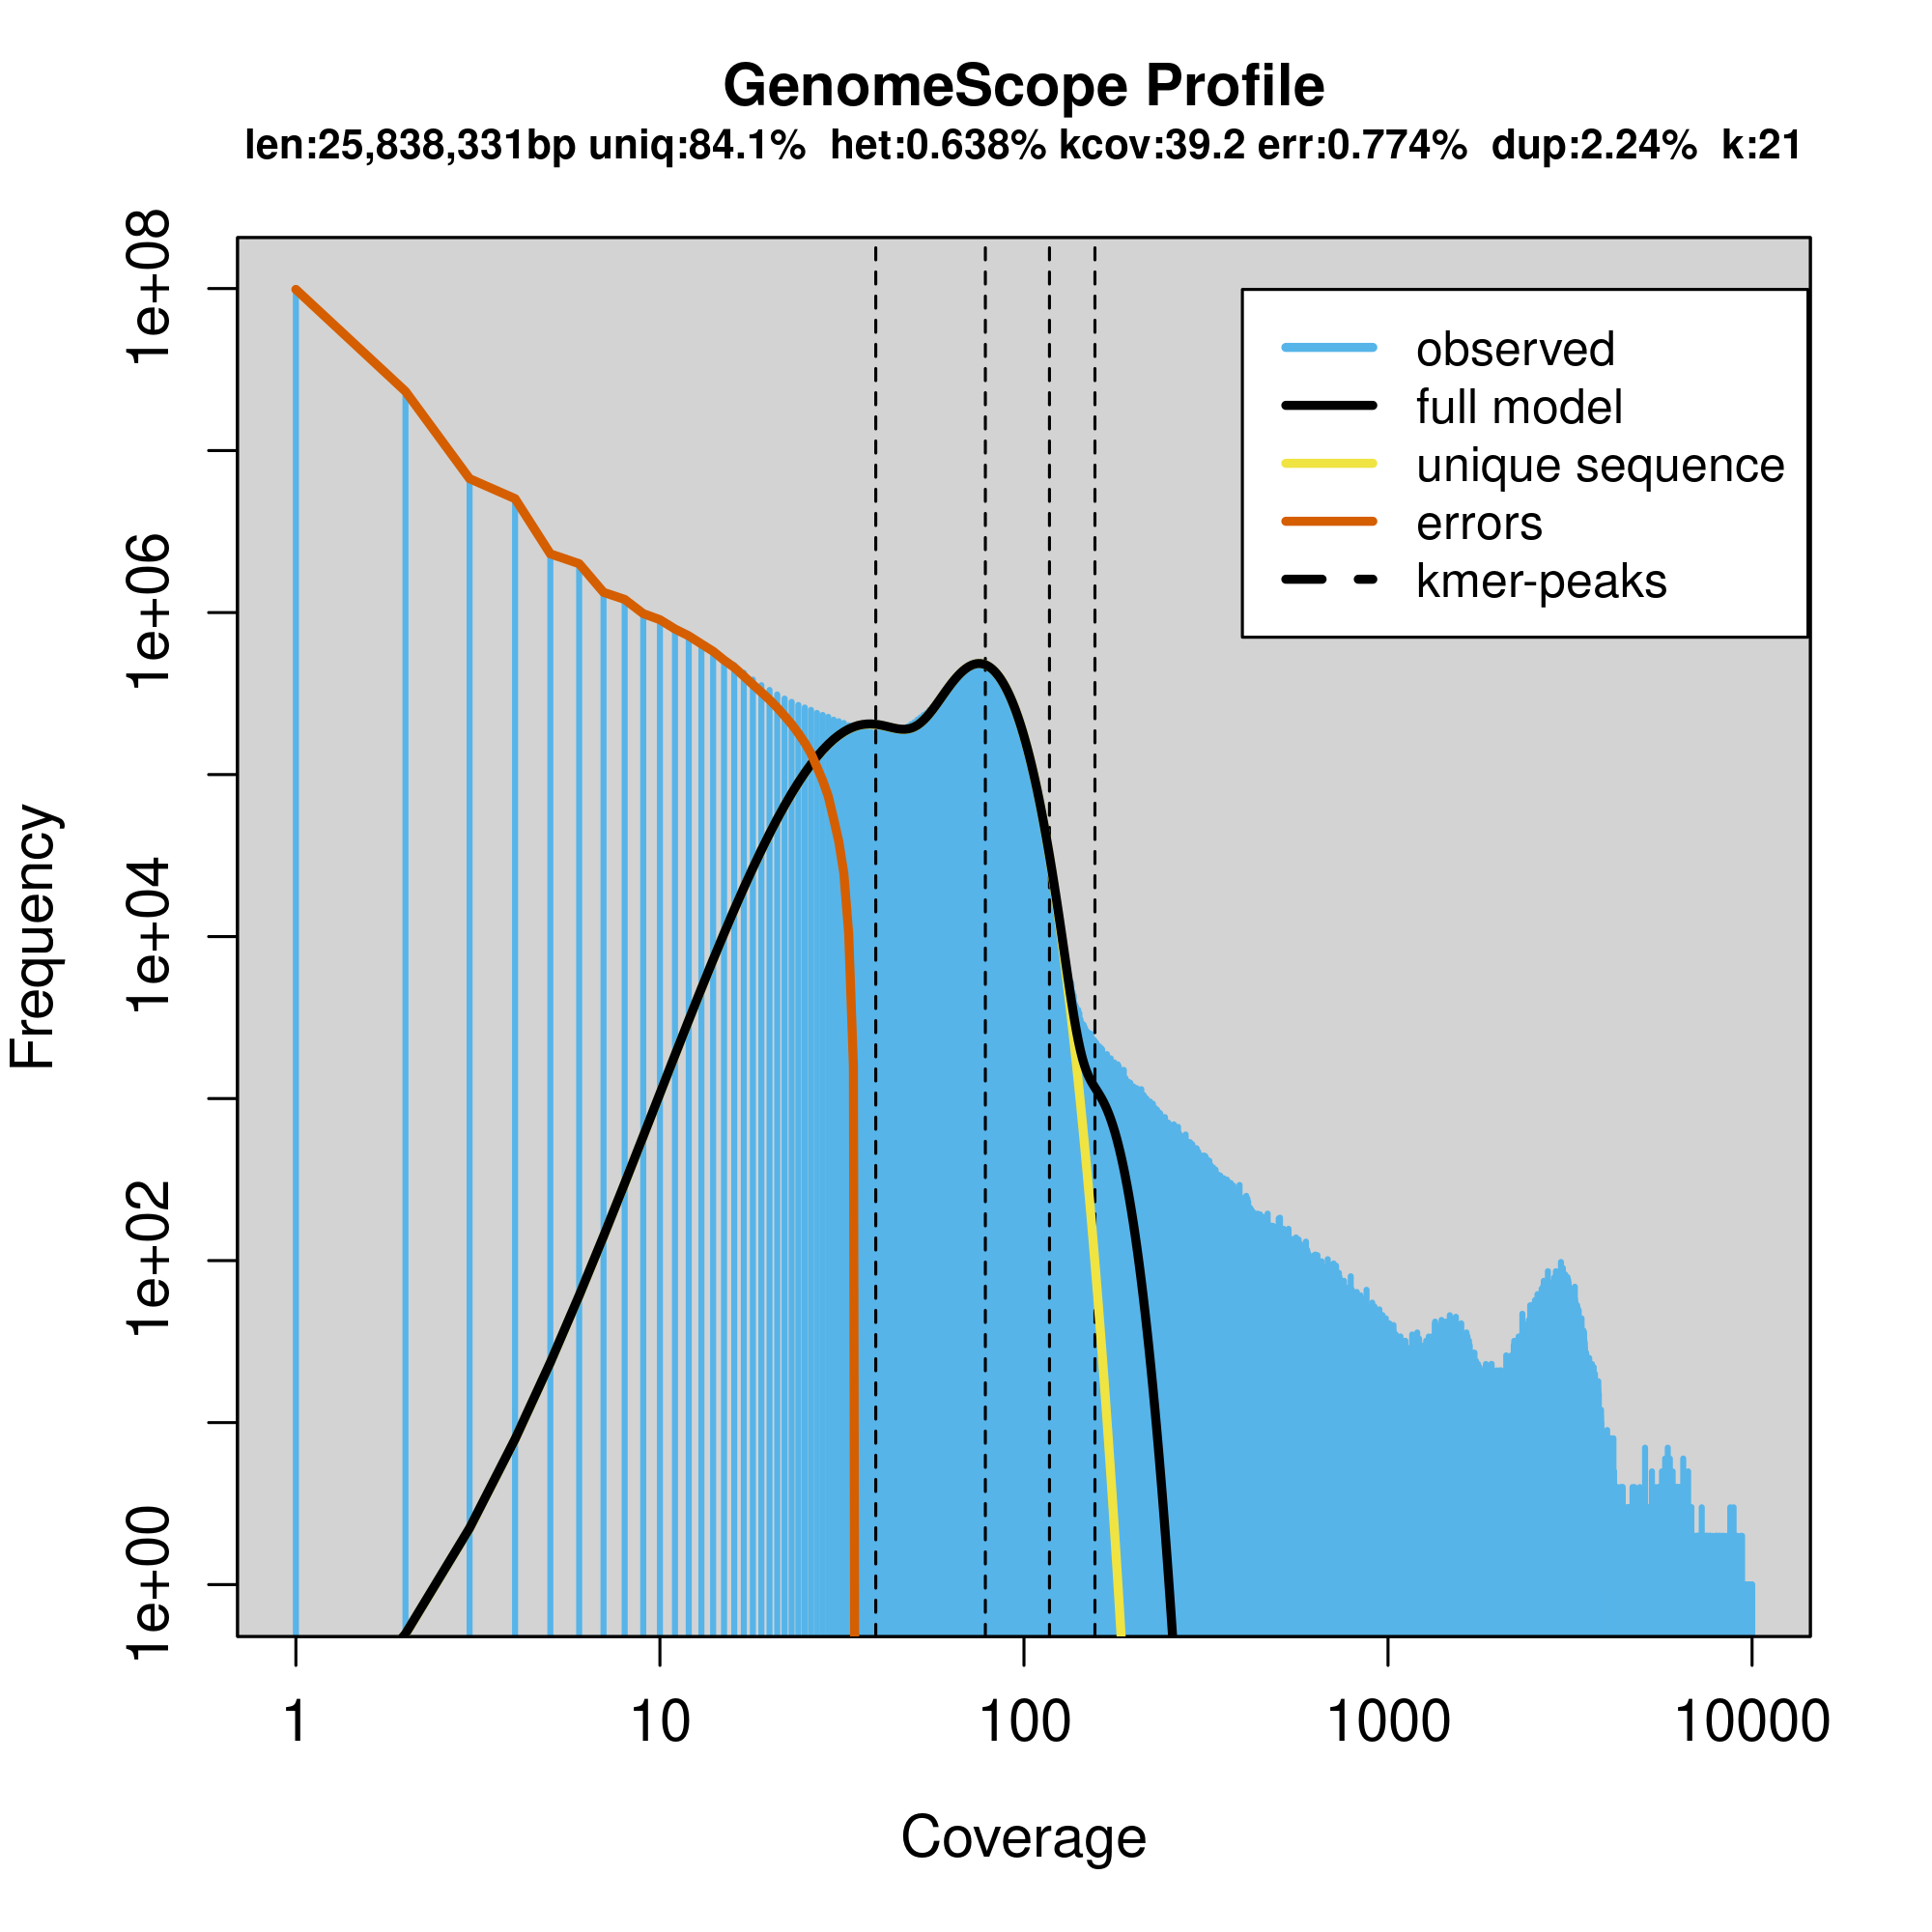 GenomeScope Profile
len:25,838,331bp uniq:84.1% het:0.638% kcov:39.2 err:0.774% dup:2.24% k:21
1e+08
1e+06
1e+04
1e+02
1e+00
Frequency
observed
full model
unique sequence
errors
kmer-peaks
1
10
100
1000
10000
Coverage